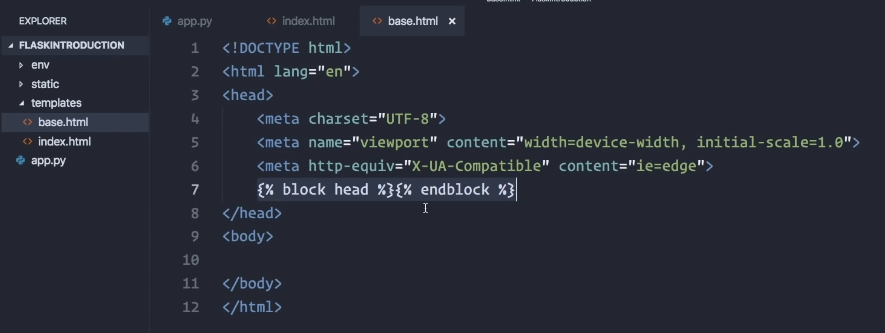 EXPLORER
FLASKINTRODUCTION
env
static
templates
base.html
index.html
app.py
app.py
index.html
base.html ×
1 <!DOCTYPE html>
2 <html lang="en">
3 <head>
4 <meta charset="UTF-8">
5 <meta name="viewport" content="width=device-width, initial-scale=1.0">
6 <meta http-equiv="X-UA-Compatible" content="ie=edge">
7 {% block head %}{% endblock %}
8 </head>
9 <body>
10
11 </body>
12 </html>